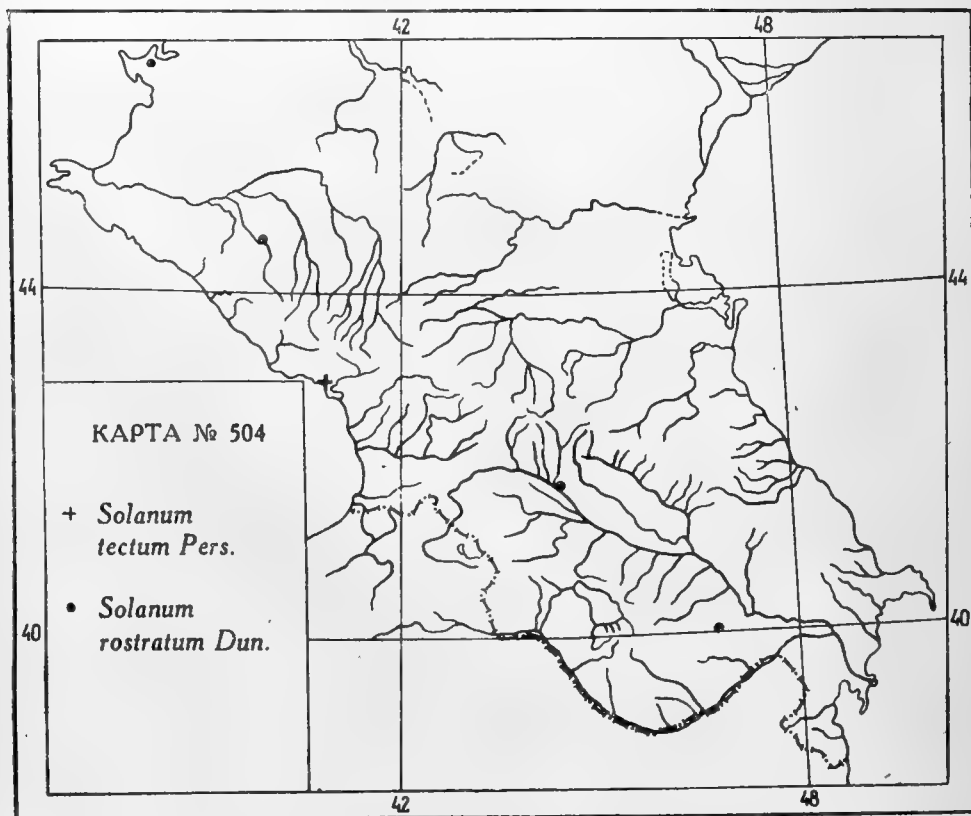 42
48
44
44
КАРТА № 504
+ Solanum
tectum Pers.
• Solanum
rostratum Dun.
40
40
42
48